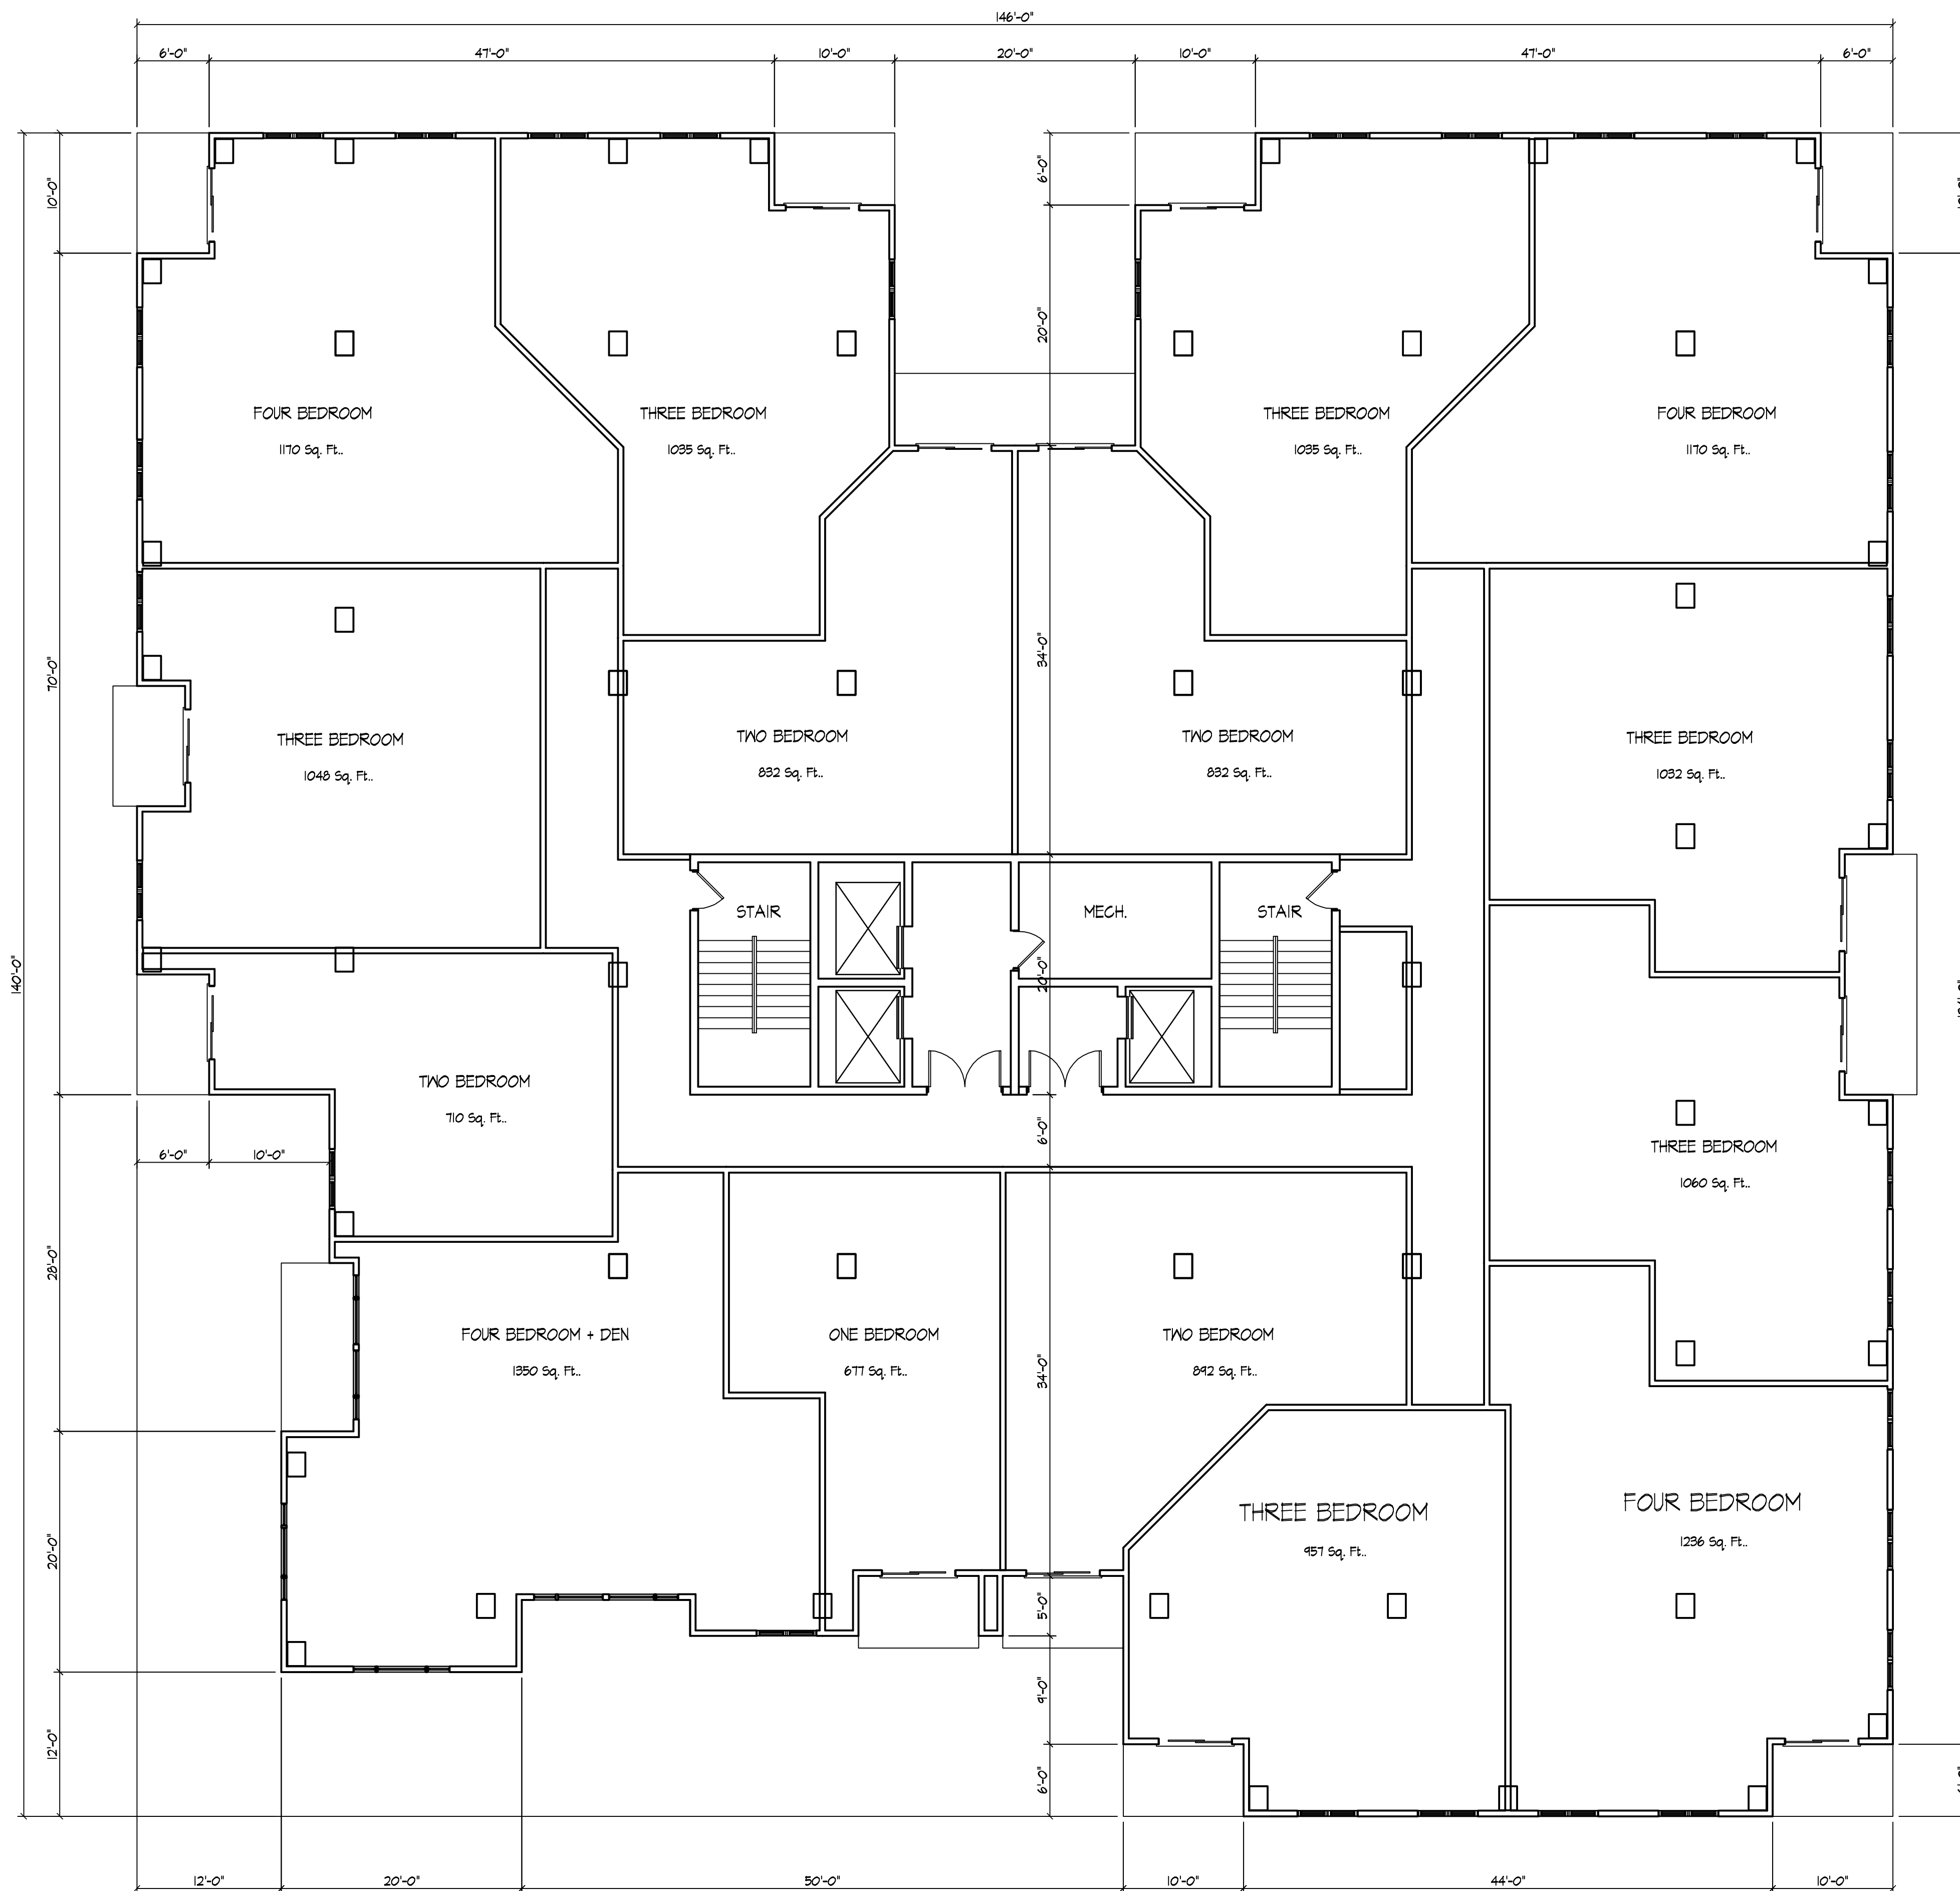 146'-0"
6'-0" 47'-0" 10'-0" 20'-0" 10'-0" 47'-0" 6'-0"
10'-0"
6'-0"
20'-0"
FOUR BEDROOM
1170 Sq. Ft..
THREE BEDROOM
1035 Sq. Ft..
THREE BEDROOM
1035 Sq. Ft..
FOUR BEDROOM
1170 Sq. Ft..
70'-0"
34'-0"
THREE BEDROOM
1048 Sq. Ft..
TWO BEDROOM
832 Sq. Ft..
TWO BEDROOM
832 Sq. Ft..
THREE BEDROOM
1032 Sq. Ft..
STAIR
MECH.
STAIR
140'-0"
20'-0"
TWO BEDROOM
710 Sq. Ft..
6'-0"
6'-0" 10'-0"
THREE BEDROOM
1060 Sq. Ft..
28'-0"
FOUR BEDROOM + DEN
1350 Sq. Ft..
ONE BEDROOM
677 Sq. Ft..
TWO BEDROOM
892 Sq. Ft..
34'-0"
THREE BEDROOM
957 Sq. Ft..
FOUR BEDROOM
1236 Sq. Ft..
20'-0"
5'-0"
9'-0"
12'-0"
6'-0"
12'-0" 20'-0" 50'-0" 10'-0" 44'-0" 10'-0"